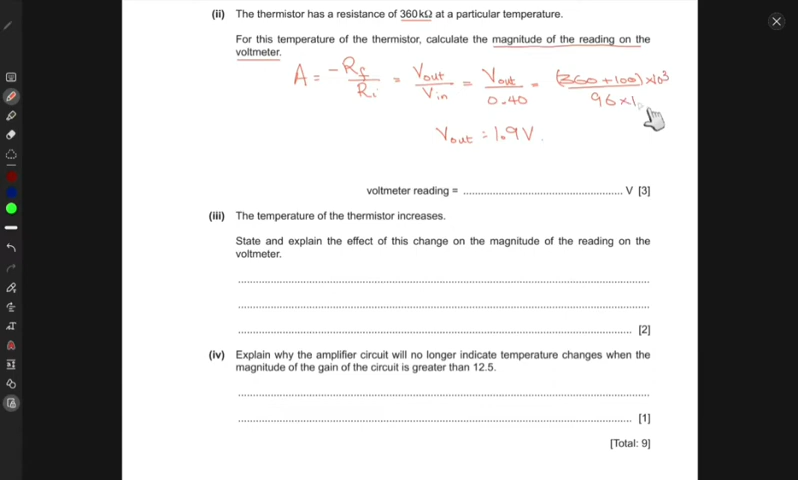 (ii) The thermistor has a resistance of 360kΩ at a particular temperature.
For this temperature of the thermistor, calculate the magnitude of the reading on the
voltmeter.
A = -Rf/Ri = Vout/Vin = Vout/0.40 = (360+100)×10³/96×1
Vout = 1.9V.
voltmeter reading = ...................................................... V [3]
(iii) The temperature of the thermistor increases.
State and explain the effect of this change on the magnitude of the reading on the
voltmeter.
..........................................................................................................................................
..........................................................................................................................................
..................................................................................................................................... [2]
(iv) Explain why the amplifier circuit will no longer indicate temperature changes when the
magnitude of the gain of the circuit is greater than 12.5.
..........................................................................................................................................
..................................................................................................................................... [1]
[Total: 9]